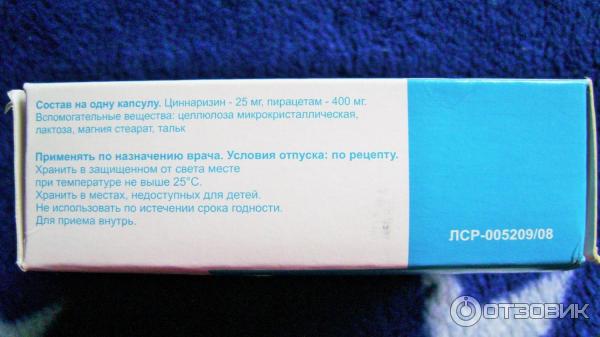 Состав на одну капсулу. Циннаризин - 25 мг, пирацетам - 400 мг.
Вспомогательные вещества: целлюлоза микрокристаллическая,
лактоза, магния стеарат, тальк
Применять по назначению врача. Условия отпуска: по рецепту.
Хранить в защищенном от света месте
при температуре не выше 25°С.
Хранить в местах, недоступных для детей.
Не использовать по истечении срока годности.
Для приема внутрь.
ЛСР-005209/08
ОТЗОВИК